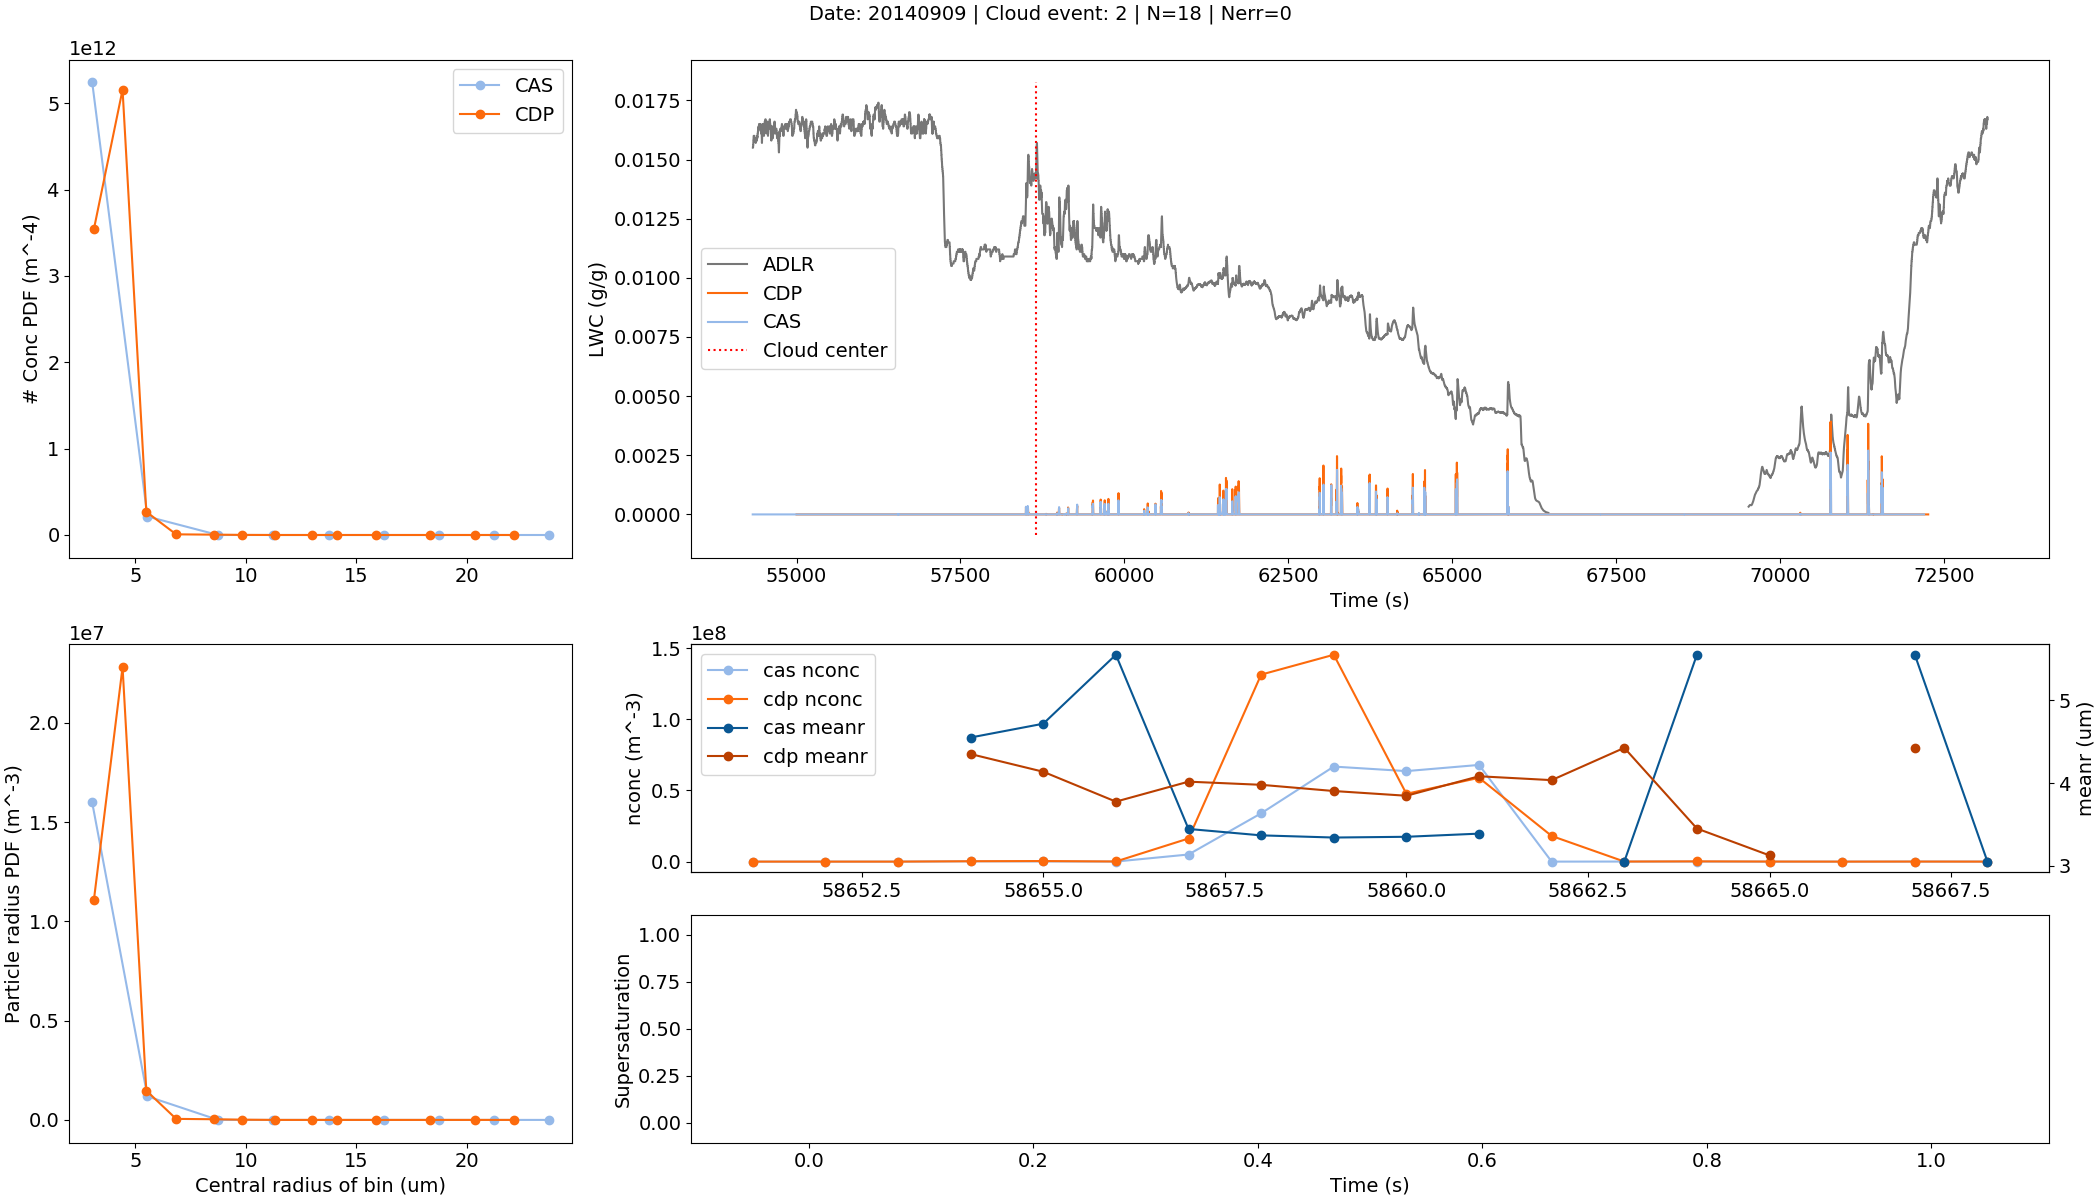 Date: 20140909 | Cloud event: 2 | N=18 | Nerr=0
1e12
# Conc PDF (m^-4)
5
4
3
2
1
0
5 10 15 20
CAS
CDP
LWC (g/g)
0.0175
0.0150
0.0125
0.0100
0.0075
0.0050
0.0025
0.0000
ADLR
CDP
CAS
Cloud center
55000 57500 60000 62500 65000 67500 70000 72500
Time (s)
1e7
Particle radius PDF (m^-3)
2.0
1.5
1.0
0.5
0.0
5 10 15 20
Central radius of bin (um)
1e8
nconc (m^-3)
1.5
1.0
0.5
0.0
cas nconc
cdp nconc
cas meanr
cdp meanr
5
4
3
meanr (um)
58652.5 58655.0 58657.5 58660.0 58662.5 58665.0 58667.5
Supersaturation
1.00
0.75
0.50
0.25
0.00
0.0 0.2 0.4 0.6 0.8 1.0
Time (s)